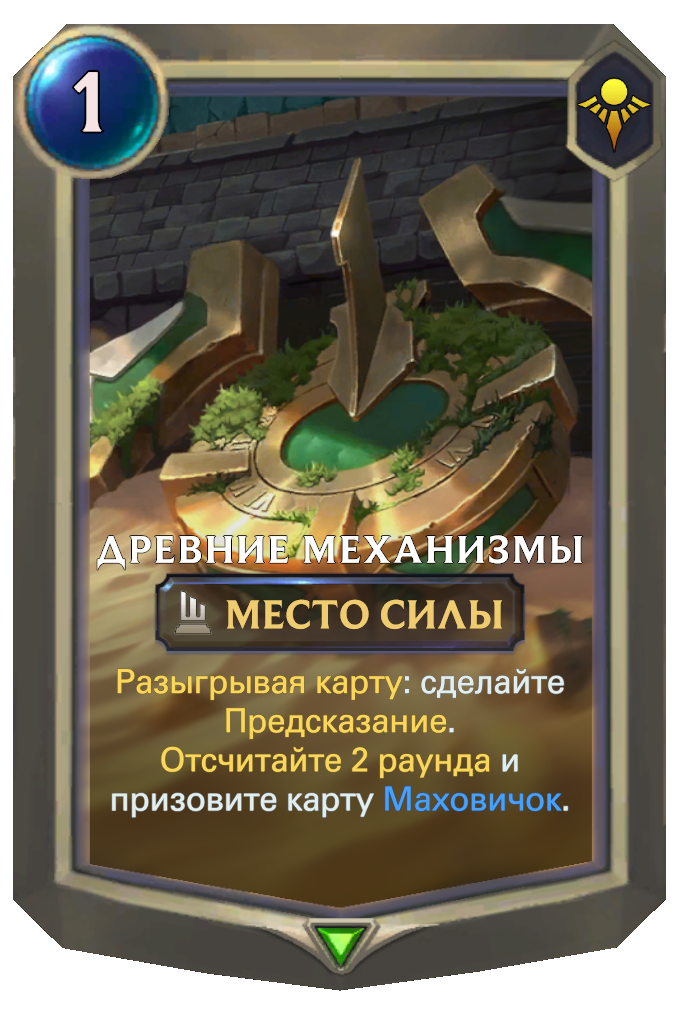 1
ДРЕВНИЕ МЕХАНИЗМЫ
МЕСТО СИЛЫ
Разыгрывая карту: сделайте
Предсказание.
Отсчитайте 2 раунда и
призовите карту Маховичок.